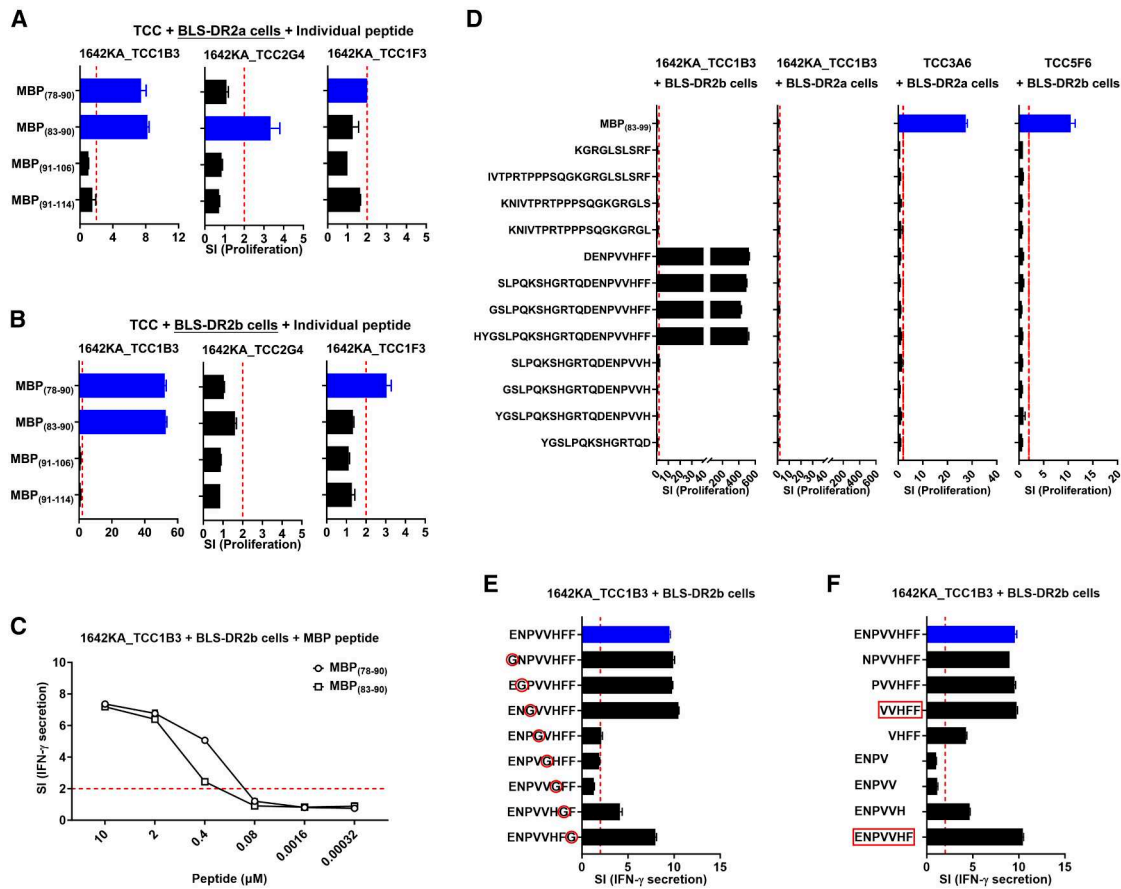 A
TCC + BLS-DR2a cells + Individual peptide
1642KA_TCC1B3 1642KA_TCC2G4 1642KA_TCC1F3
MBP(78-90)
MBP(83-90)
MBP(91-106)
MBP(91-114)
0 4 8 12 0 1 2 3 4 5 0 1 2 3 4 5
SI (Proliferation)
B
TCC + BLS-DR2b cells + Individual peptide
1642KA_TCC1B3 1642KA_TCC2G4 1642KA_TCC1F3
MBP(78-90)
MBP(83-90)
MBP(91-106)
MBP(91-114)
0 20 40 60 0 1 2 3 4 5 0 1 2 3 4 5
SI (Proliferation)
C
1642KA_TCC1B3 + BLS-DR2b cells + MBP peptide
MBP(78-90)
MBP(83-90)
SI (IFN-γ secretion)
10
8
6
4
2
0
10 2 0.4 0.08 0.0016 0.00032
Peptide (μM)
D
1642KA_TCC1B3 1642KA_TCC1B3 TCC3A6 TCC5F6
+ BLS-DR2b cells + BLS-DR2a cells + BLS-DR2a cells + BLS-DR2b cells
MBP(83-99)
KGRGLSLSRF
IVTPRTPPPSQGKGRGLSLSRF
KNIVTPRTPPPSQGKGRGLS
KNIVTPRTPPPSQGKGRGL
DENPVVHFF
SLPQKSHGRTQDENPVVHFF
GSLPQKSHGRTQDENPVVHFF
HYGSLPQKSHGRTQDENPVVHFF
SLPQKSHGRTQDENPVVH
GSLPQKSHGRTQDENPVVH
YGSLPQKSHGRTQDENPVVH
YGSLPQKSHGRTQD
0 10 20 30 40 200 400 600 0 10 20 30 40 200 400 600 0 10 20 30 40 0 5 10 15 20
SI (Proliferation) SI (Proliferation) SI (Proliferation) SI (Proliferation)
E
1642KA_TCC1B3 + BLS-DR2b cells
ENPVVHFF
GNPVVHFF
EGPVVHFF
ENGVVHFF
ENPGVHFF
ENPVGHFF
ENPVVGFF
ENPVVHGF
ENPVVHFG
0 5 10 15
SI (IFN-γ secretion)
F
1642KA_TCC1B3 + BLS-DR2b cells
ENPVVHFF
NPVVHFF
PVVHFF
VVHFF
VHFF
ENPV
ENPVV
ENPVVH
ENPVVHF
0 5 10 15
SI (IFN-γ secretion)